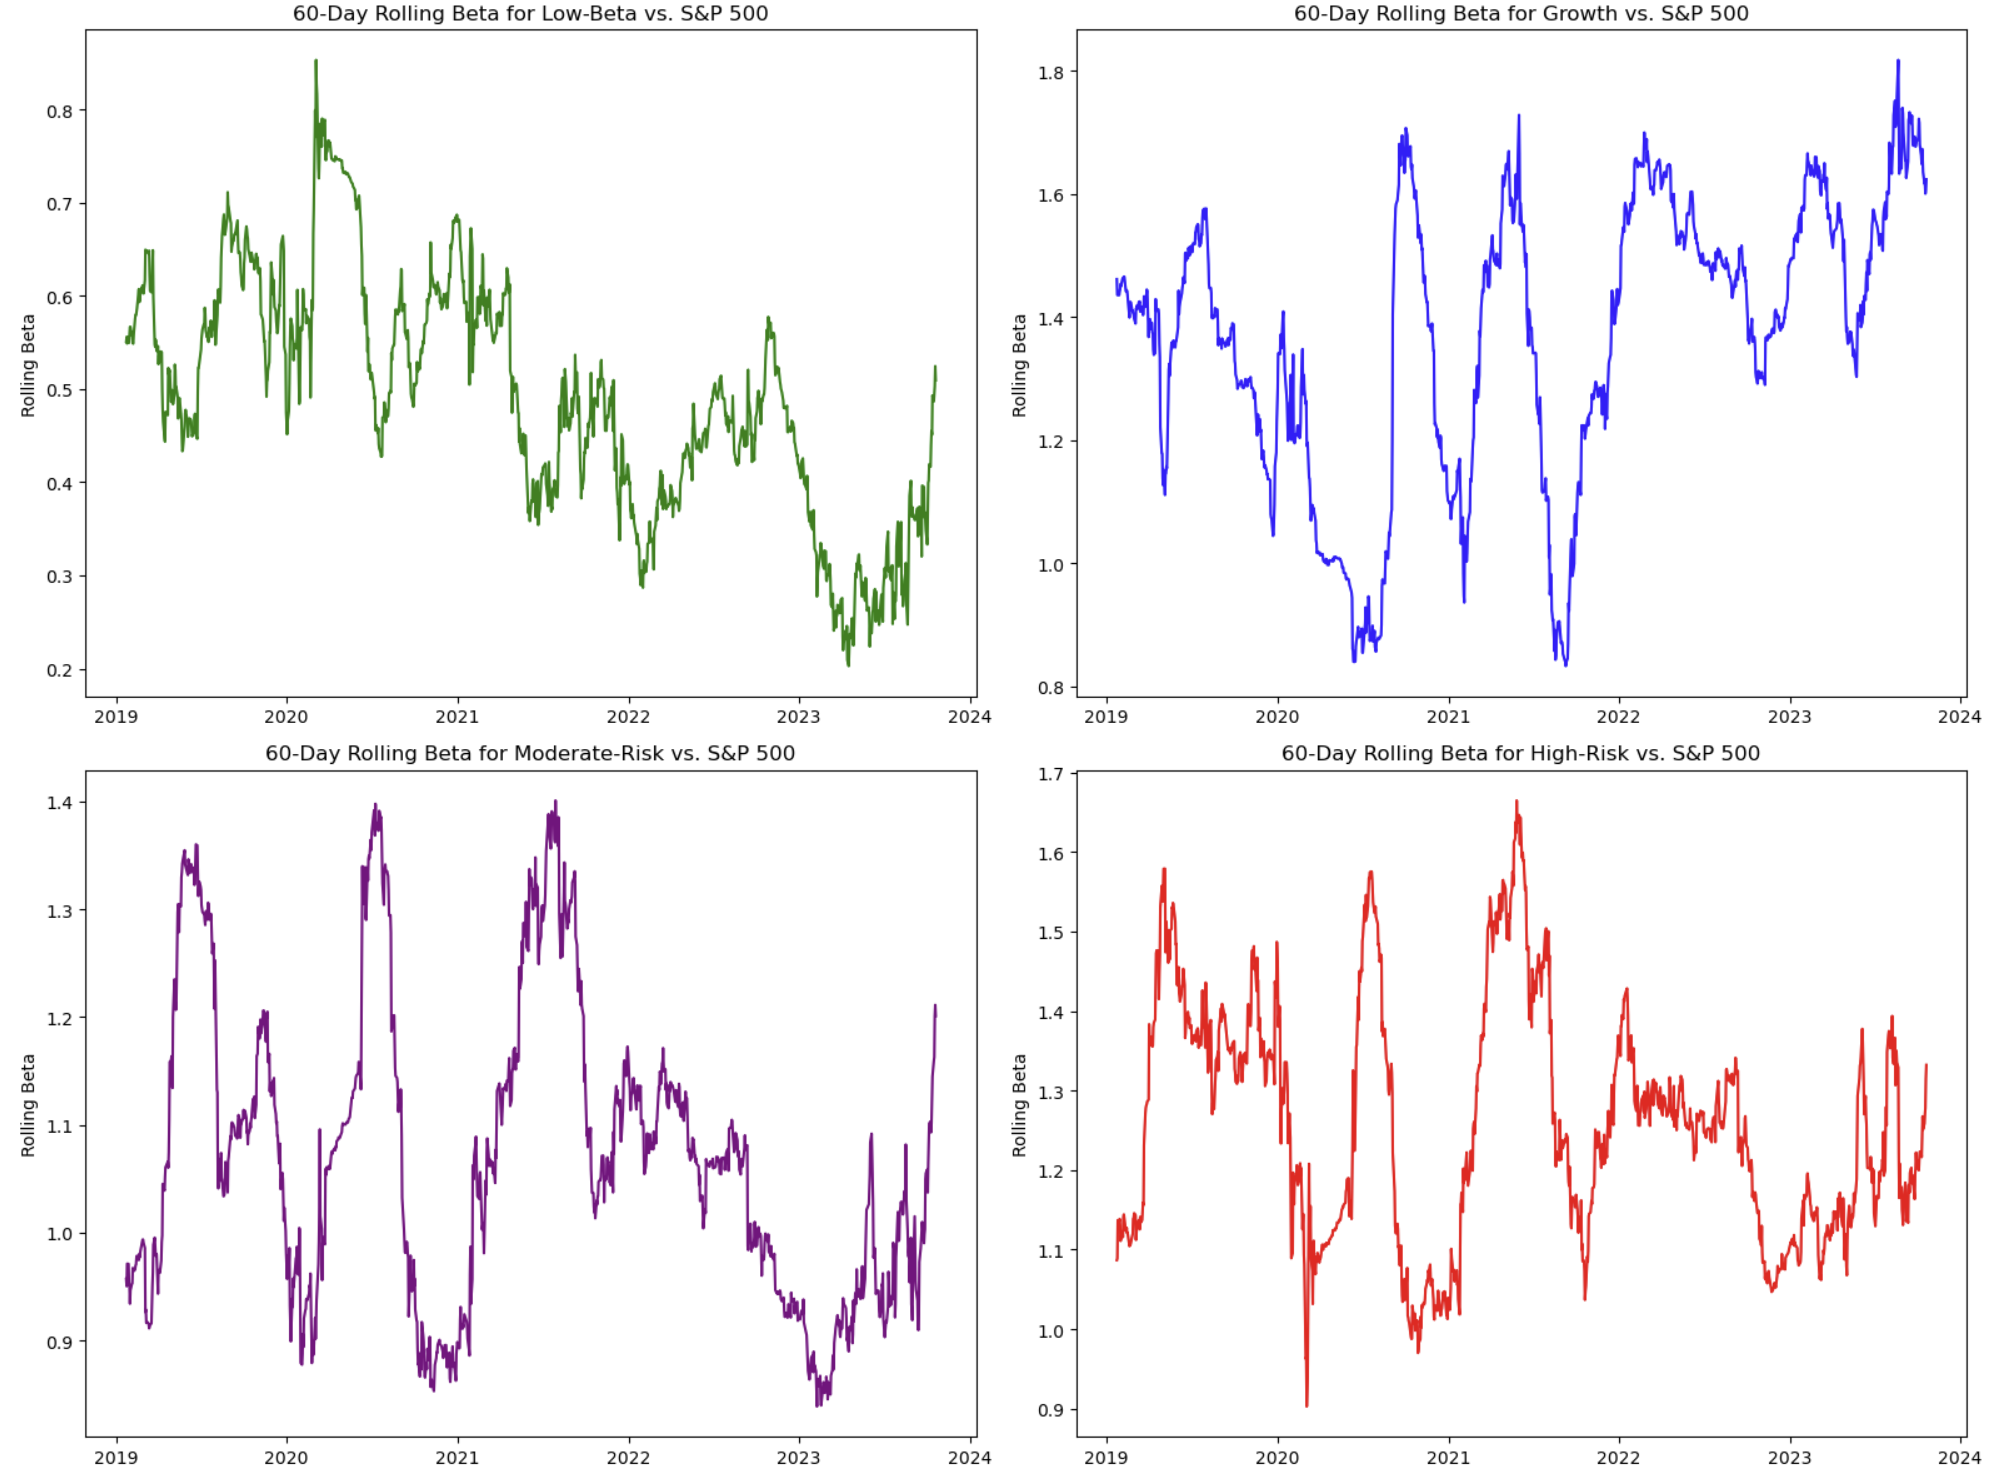 60-Day Rolling Beta for Low-Beta vs. S&P 500
Rolling Beta
0.8
0.7
0.6
0.5
0.4
0.3
0.2
2019 2020 2021 2022 2023 2024
60-Day Rolling Beta for Growth vs. S&P 500
Rolling Beta
1.8
1.6
1.4
1.2
1.0
0.8
2019 2020 2021 2022 2023 2024
60-Day Rolling Beta for Moderate-Risk vs. S&P 500
Rolling Beta
1.4
1.3
1.2
1.1
1.0
0.9
2019 2020 2021 2022 2023 2024
60-Day Rolling Beta for High-Risk vs. S&P 500
Rolling Beta
1.7
1.6
1.5
1.4
1.3
1.2
1.1
1.0
0.9
2019 2020 2021 2022 2023 2024